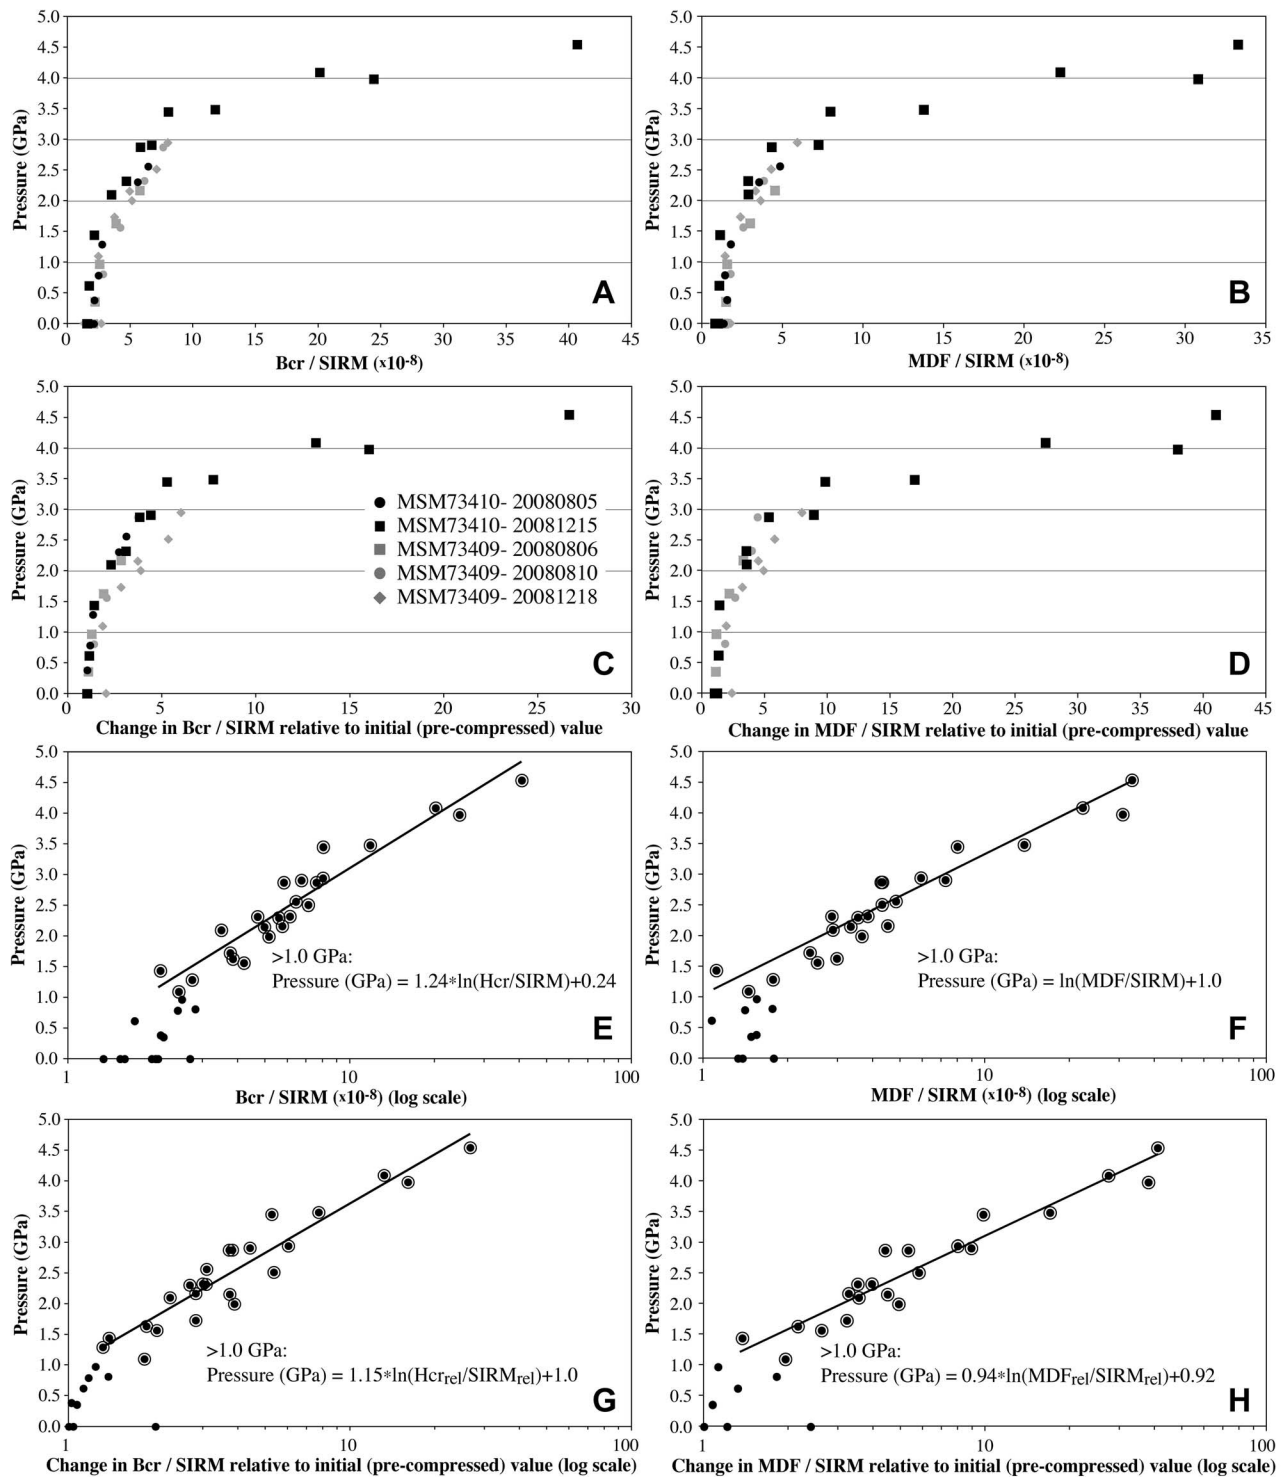 5.0
4.5
4.0
3.5
3.0
2.5
2.0
1.5
1.0
0.5
0.0
Pressure (GPa)
0 5 10 15 20 25 30 35 40 45
Bcr / SIRM (x10-8)
A
5.0
4.5
4.0
3.5
3.0
2.5
2.0
1.5
1.0
0.5
0.0
Pressure (GPa)
0 5 10 15 20 25 30 35
MDF / SIRM (x10-8)
B
5.0
4.5
4.0
3.5
3.0
2.5
2.0
1.5
1.0
0.5
0.0
Pressure (GPa)
MSM73410- 20080805
MSM73410- 20081215
MSM73409- 20080806
MSM73409- 20080810
MSM73409- 20081218
C
0 5 10 15 20 25 30
Change in Bcr / SIRM relative to initial (pre-compressed) value
5.0
4.5
4.0
3.5
3.0
2.5
2.0
1.5
1.0
0.5
0.0
Pressure (GPa)
D
0 5 10 15 20 25 30 35 40 45
Change in MDF / SIRM relative to initial (pre-compressed) value
5.0
4.5
4.0
3.5
3.0
2.5
2.0
1.5
1.0
0.5
0.0
Pressure (GPa)
>1.0 GPa:
Pressure (GPa) = 1.24*ln(Hcr/SIRM)+0.24
E
1 10 100
Bcr / SIRM (x10-8) (log scale)
5.0
4.5
4.0
3.5
3.0
2.5
2.0
1.5
1.0
0.5
0.0
Pressure (GPa)
>1.0 GPa:
Pressure (GPa) = ln(MDF/SIRM)+1.0
F
1 10 100
MDF / SIRM (x10-8) (log scale)
5.0
4.5
4.0
3.5
3.0
2.5
2.0
1.5
1.0
0.5
0.0
Pressure (GPa)
>1.0 GPa:
Pressure (GPa) = 1.15*ln(Hcrrel/SIRMrel)+1.0
G
1 10 100
Change in Bcr / SIRM relative to initial (pre-compressed) value (log scale)
5.0
4.5
4.0
3.5
3.0
2.5
2.0
1.5
1.0
0.5
0.0
Pressure (GPa)
>1.0 GPa:
Pressure (GPa) = 0.94*ln(MDFrel/SIRMrel)+0.92
H
1 10 100
Change in MDF / SIRM relative to initial (pre-compressed) value (log scale)